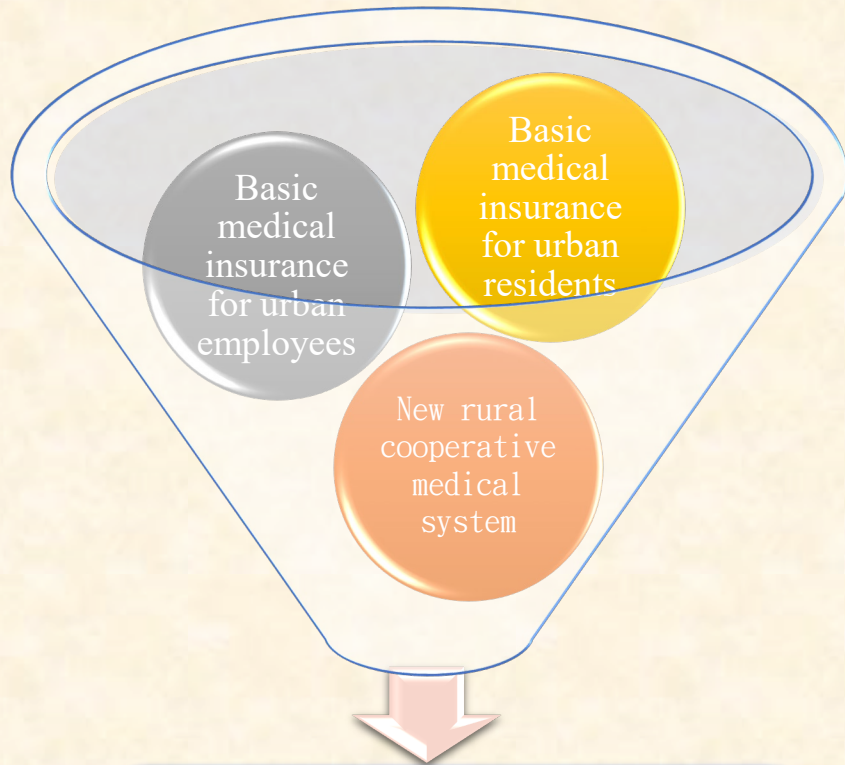 Basic
medical
insurance
for urban
employees
Basic
medical
insurance
for urban
residents
New rural
cooperative
medical
system